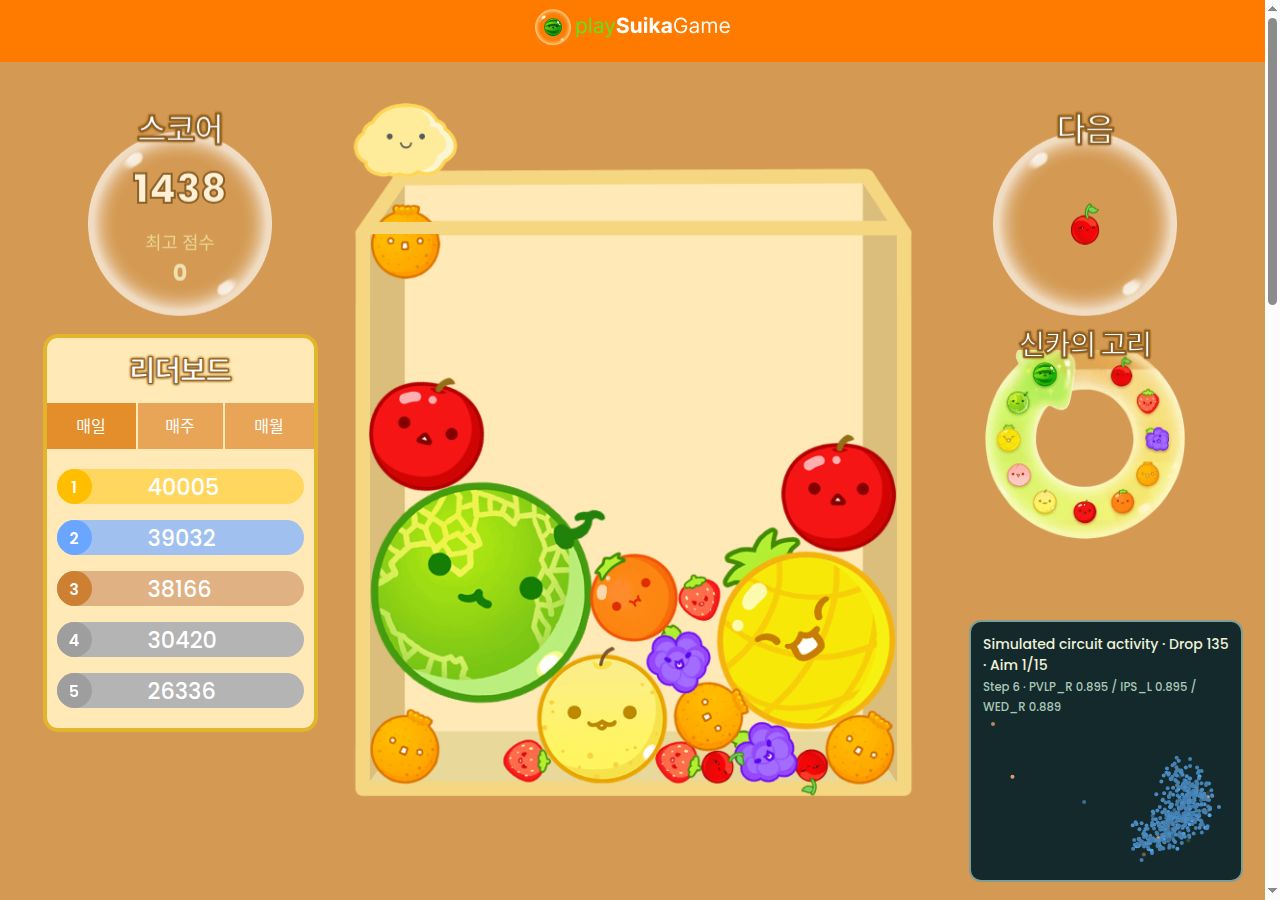 playSuikaGame
스코어
1438
최고 점수
0
리더보드
매일 매주 매월
1 40005
2 39032
3 38166
4 30420
5 26336
다음
신카의 고리
Simulated circuit activity · Drop 135
· Aim 1/15
Step 6 · PVLP_R 0.895 / IPS_L 0.895 /
WED_R 0.889